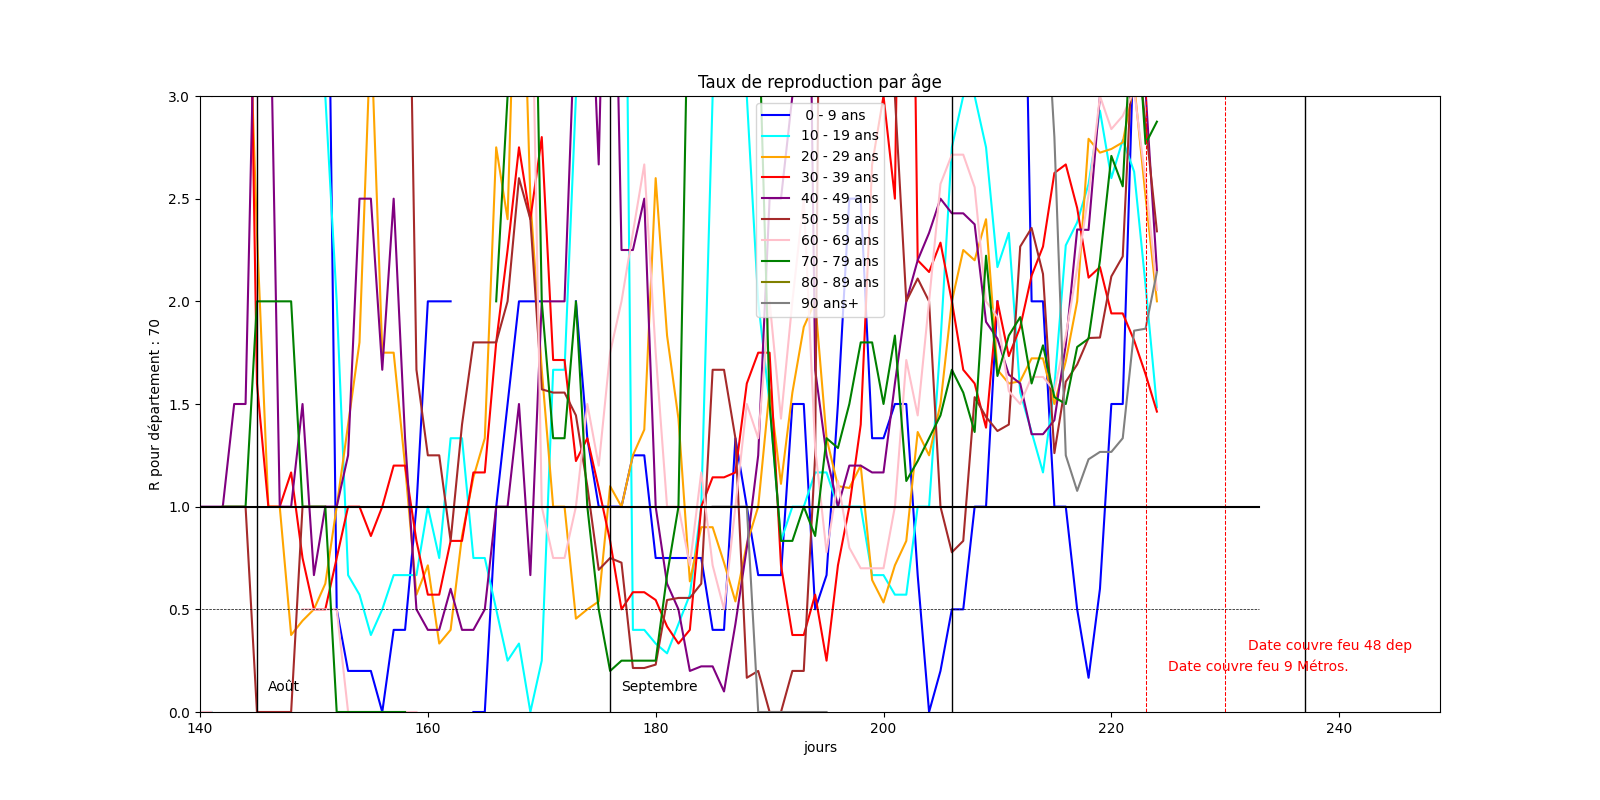 Taux de reproduction par âge
R pour département : 70
3.0
2.5
2.0
1.5
1.0
0.5
0.0
0 - 9 ans
10 - 19 ans
20 - 29 ans
30 - 39 ans
40 - 49 ans
50 - 59 ans
60 - 69 ans
70 - 79 ans
80 - 89 ans
90 ans+
Date couvre feu 48 dep
Date couvre feu 9 Métros.
Août
Septembre
140
160
180
200
220
240
jours